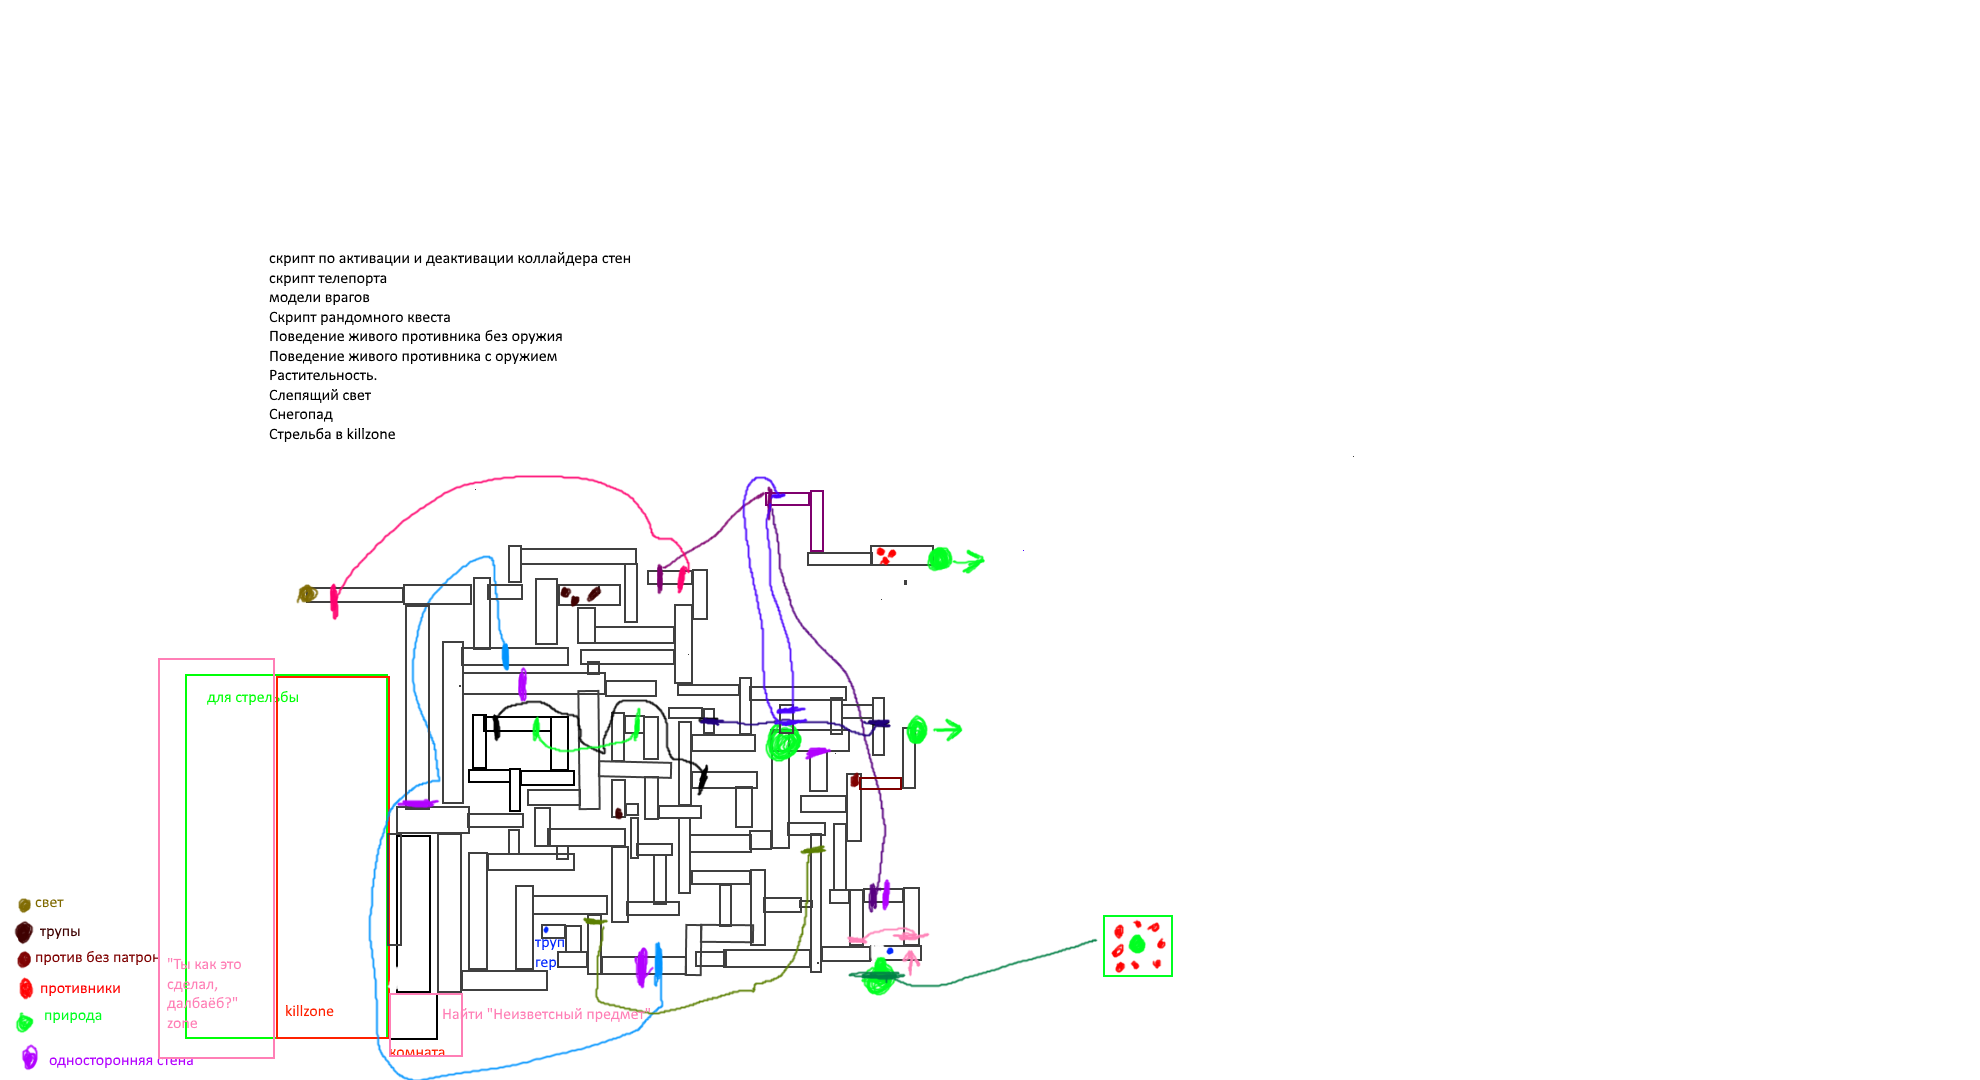 скрипт по активации и деактивации коллайдера стен
скрипт телепорта
модели врагов
Скрипт рандомного квеста
Поведение живого противника без оружия
Поведение живого противника с оружием
Растительность.
Слепящий свет
Снегопад
Стрельба в killzone
для стрельбы
свет
трупы
против без патрон
противники
природа
односторонняя стена
"Ты как это
сделал,
далбаёб?"
zone
killzone
труп
гер
Найти "Неизветсный предмет"
комната